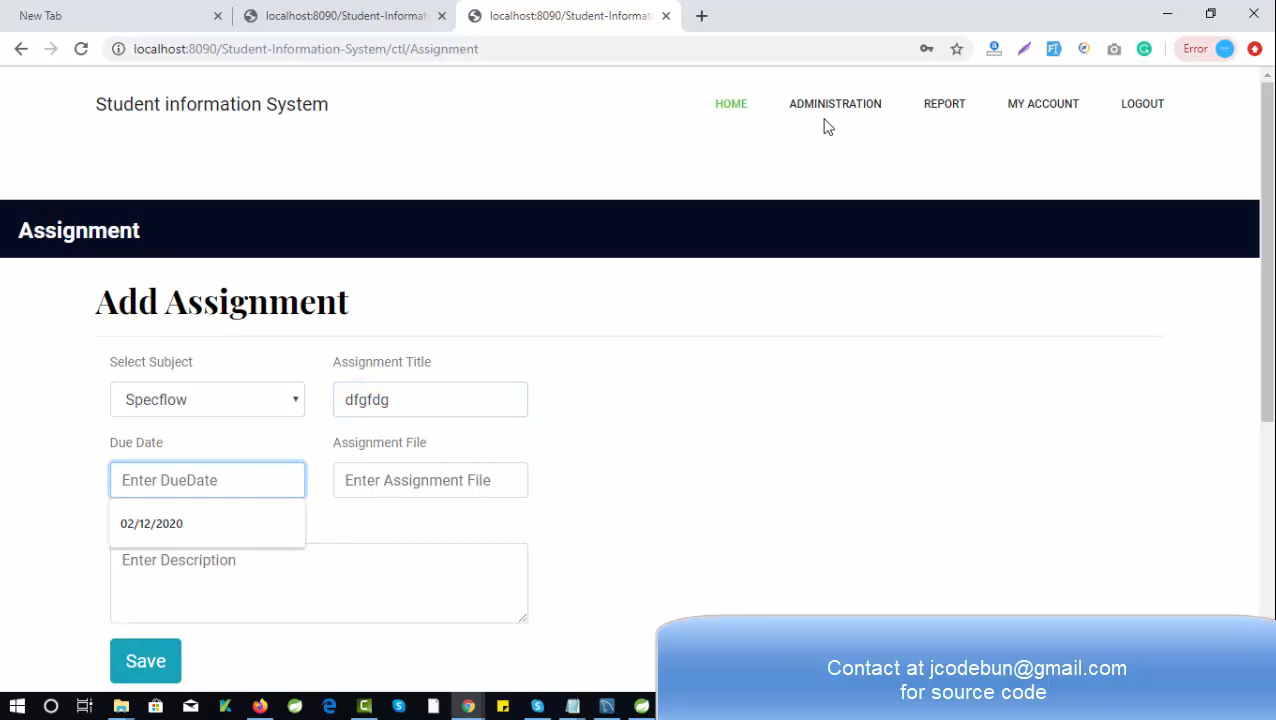 New Tab
localhost:8090/Student-Informat
localhost:8090/Student-Informat
localhost:8090/Student-Information-System/ctl/Assignment
Error
Student information System
HOME
ADMINISTRATION
REPORT
MY ACCOUNT
LOGOUT
Assignment
Add Assignment
Select Subject
Assignment Title
Specflow
dfgfdg
Due Date
Assignment File
Enter DueDate
Enter Assignment File
02/12/2020
Enter Description
Save
Contact at jcodebun@gmail.com
for source code